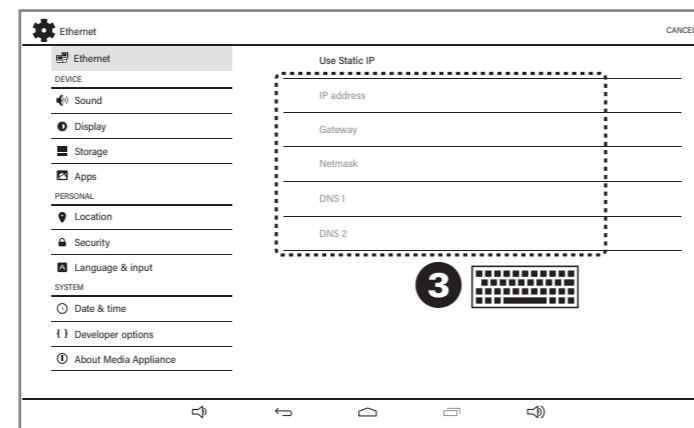 Ethernet
CANCEL
Ethernet
DEVICE
Sound
Display
Storage
Apps
PERSONAL
Location
Security
A Language & input
SYSTEM
Date & time
{ } Developer options
About Media Appliance
Use Static IP
IP address
Gateway
Netmask
DNS 1
DNS 2
3